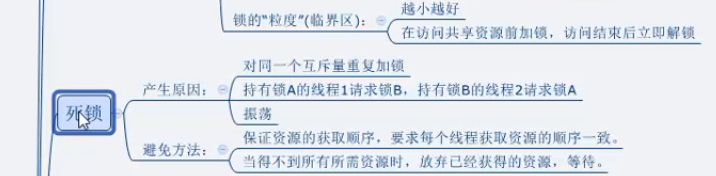 越小越好
锁的“粒度”(临界区):
在访问共享资源前加锁，访问结束后立即解锁
对同一个互斥量重复加锁
产生原因:
持有锁A的线程1请求锁B，持有锁B的线程2请求锁A
死锁
振荡
保证资源的获取顺序，要求每个线程获取资源的顺序一致。
避免方法:
当得不到所有所需资源时，放弃已经获得的资源，等待。